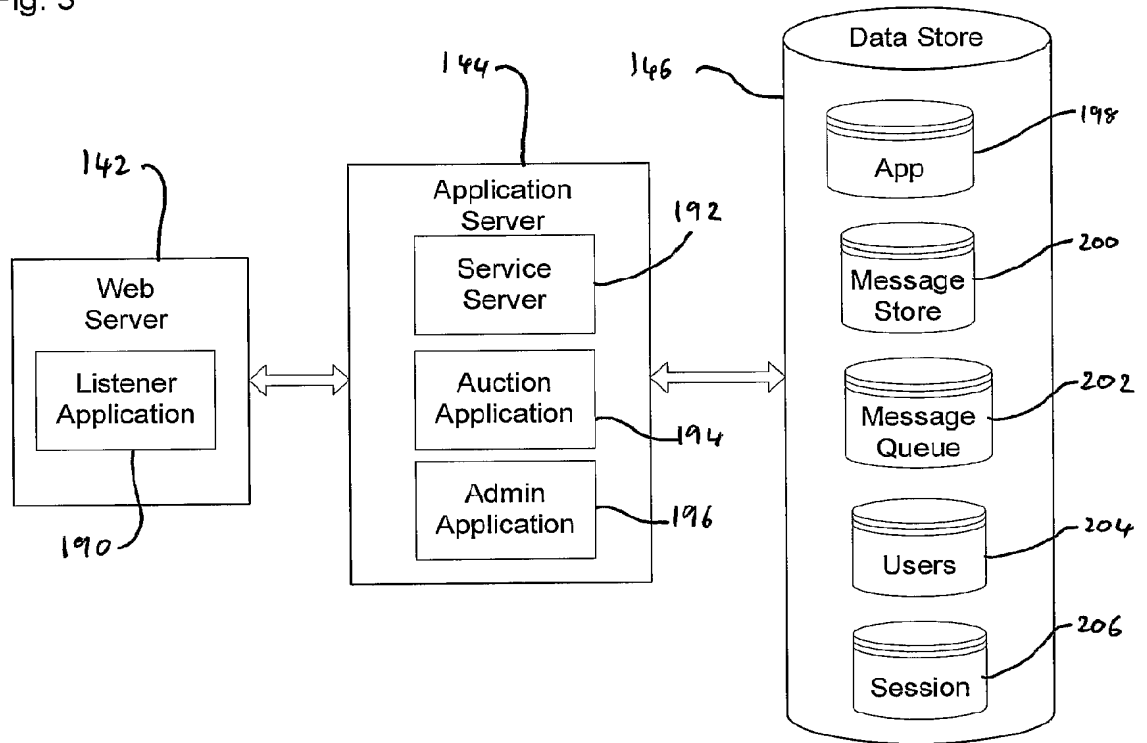 Fig. 3
142
Web
Server
Listener
Application
190
144
Application
Server
192
Service
Server
Auction
Application
194
Admin
Application
196
146
Data Store
198
App
200
Message
Store
202
Message
Queue
204
Users
206
Session